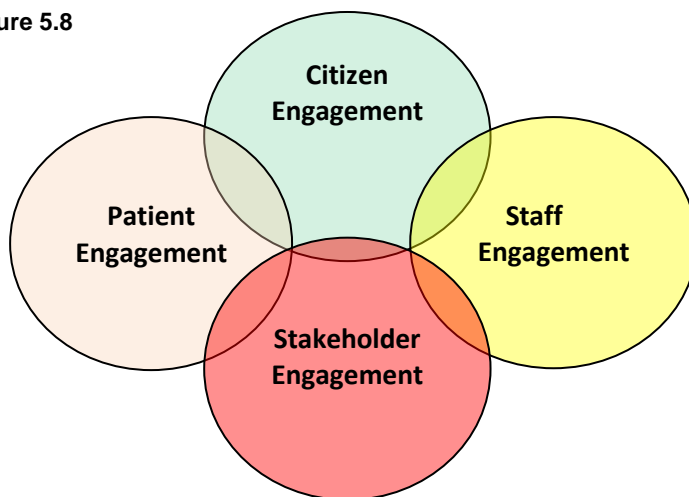 ure 5.8
Citizen
Engagement
Patient
Engagement
Staff
Engagement
Stakeholder
Engagement